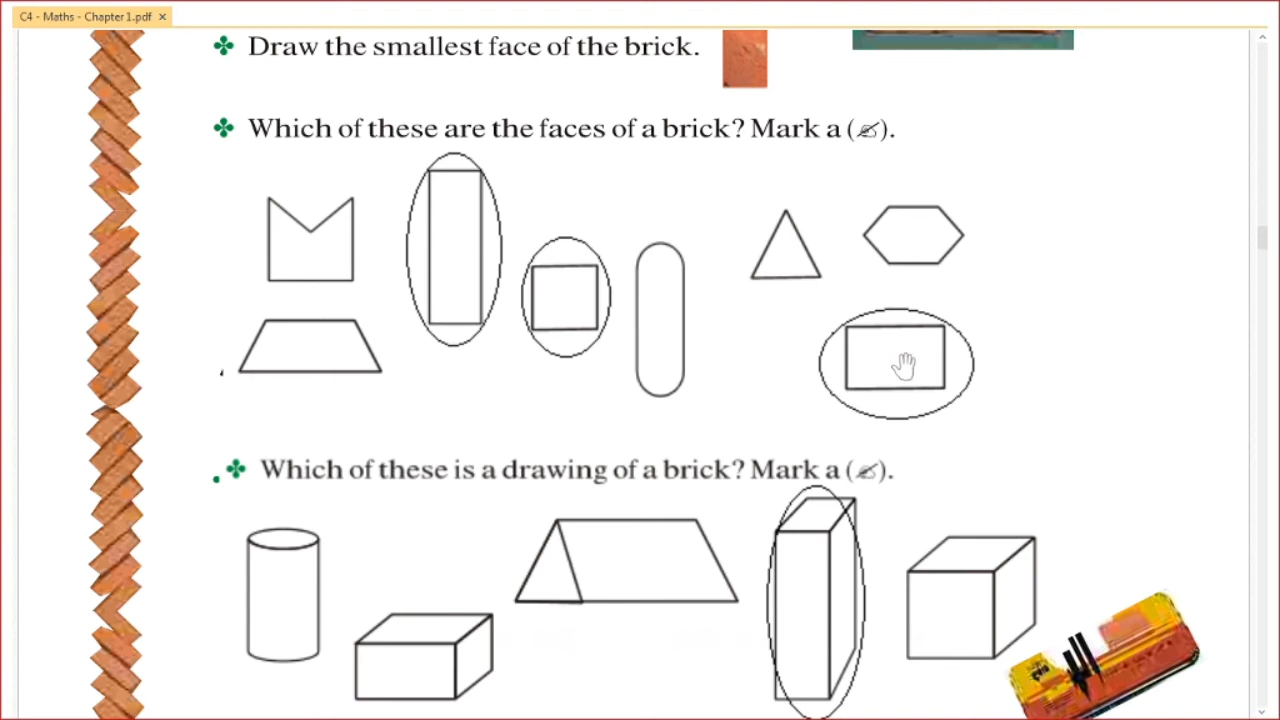 C4 - Maths - Chapter 1.pdf
Draw the smallest face of the brick.
Which of these are the faces of a brick? Mark a (✍).
Which of these is a drawing of a brick? Mark a (✍).